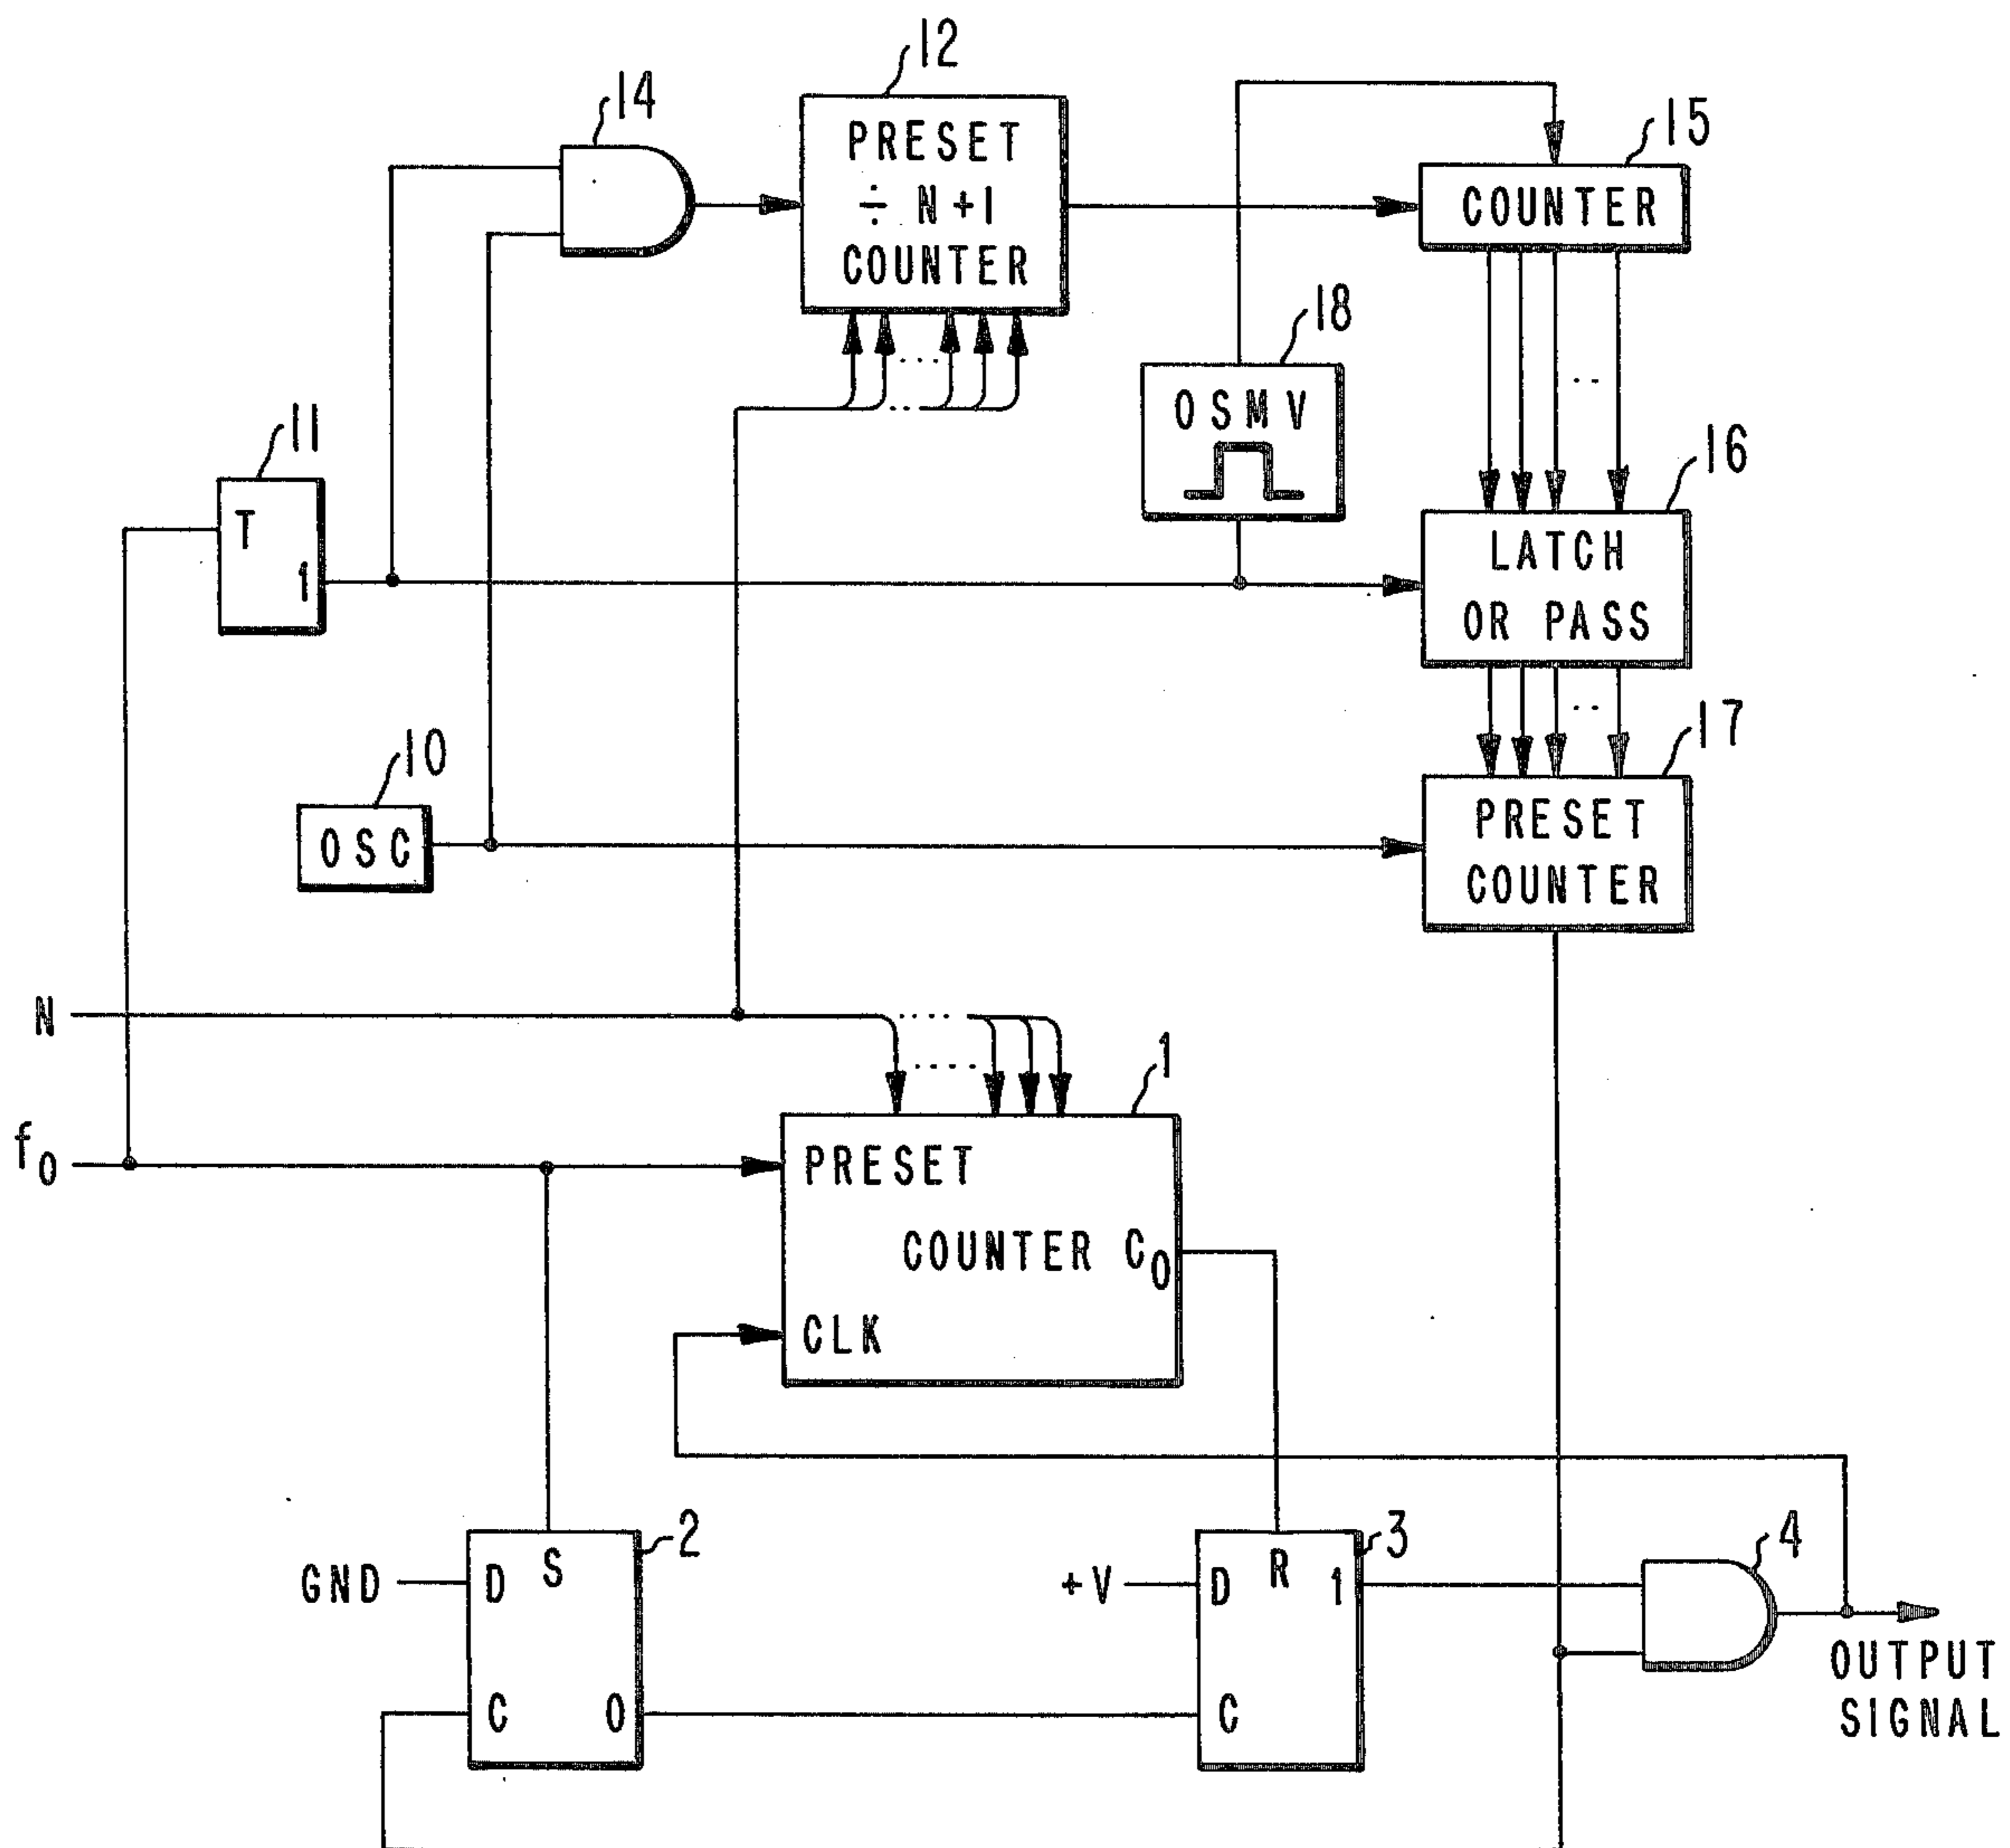 12
14
PRESET
÷ N+1
COUNTER
15
COUNTER
18
OSMV
11
T
1
16
LATCH
OR PASS
10
OSC
17
PRESET
COUNTER
N
1
f0
PRESET
COUNTER C0
CLK
2
3
4
GND
D
S
C
0
+V
D
R
1
C
OUTPUT
SIGNAL